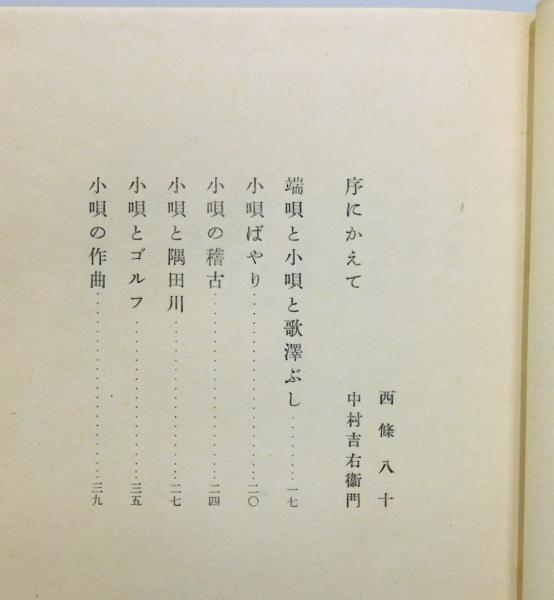 西條八十
序にかえて 中村吉右衞門
端唄と小唄と歌澤ぶし……一七
小唄ばやり……二〇
小唄の稽古……二四
小唄と隅田川……二七
小唄とゴルフ……三五
小唄の作曲……三九